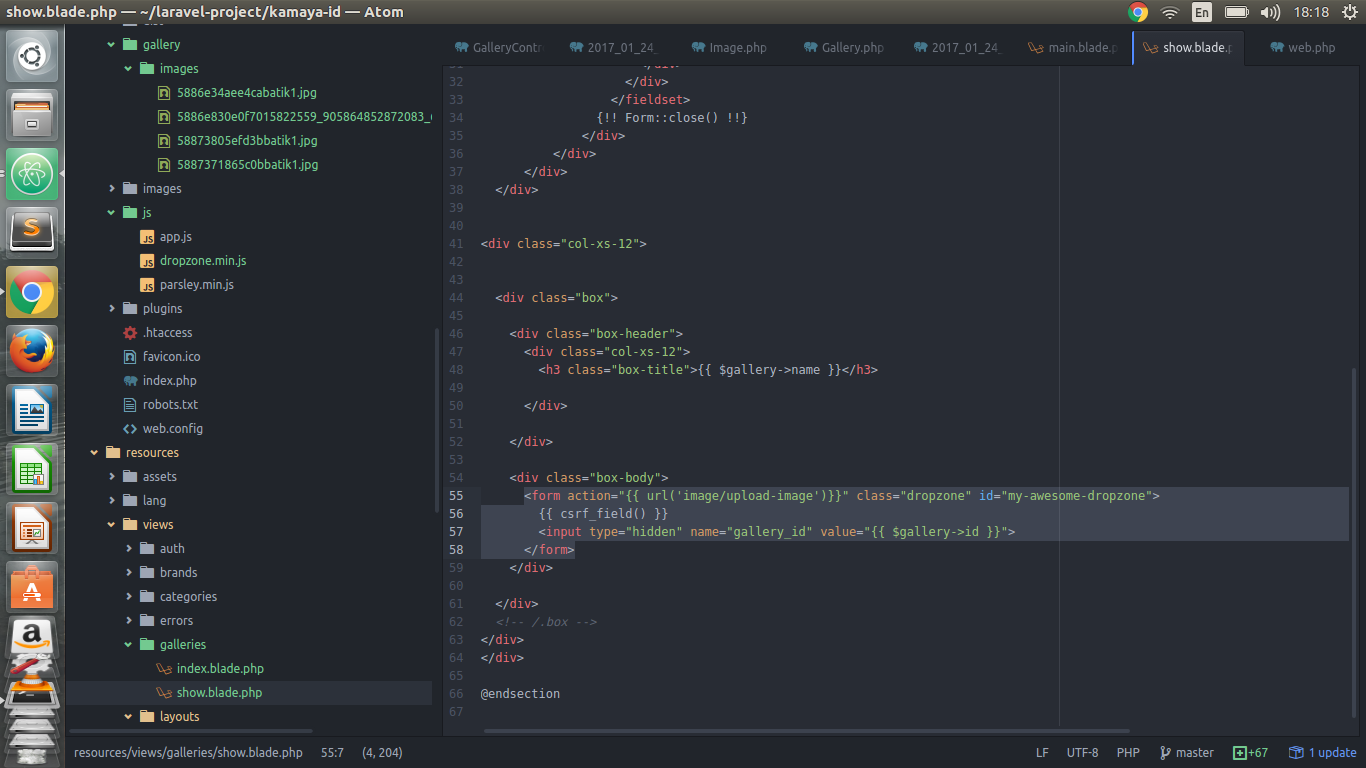 show.blade.php — ~/laravel-project/kamaya-id — Atom
En
18:18
gallery
images
5886e34aee4cabatik1.jpg
5886e830e0f7015822559_905864852872083_
58873805efd3bbatik1.jpg
5887371865c0bbatik1.jpg
images
js
app.js
dropzone.min.js
parsley.min.js
plugins
.htaccess
favicon.ico
index.php
robots.txt
web.config
resources
assets
lang
views
auth
brands
categories
errors
galleries
index.blade.php
show.blade.php
layouts
GalleryContr
2017_01_24_
Image.php
Gallery.php
2017_01_24_
main.blade.p
show.blade.p
web.php
32 </div>
33 </fieldset>
34 {!! Form::close() !!}
35 </div>
36 </div>
37 </div>
38 </div>
39
40
41 <div class="col-xs-12">
42
43
44 <div class="box">
45
46 <div class="box-header">
47 <div class="col-xs-12">
48 <h3 class="box-title">{{ $gallery->name }}</h3>
49
50 </div>
51
52 </div>
53
54 <div class="box-body">
55 <form action="{{ url('image/upload-image')}}" class="dropzone" id="my-awesome-dropzone">
56 {{ csrf_field() }}
57 <input type="hidden" name="gallery_id" value="{{ $gallery->id }}">
58 </form>
59 </div>
60
61 </div>
62 <!-- /.box -->
63 </div>
64 </div>
65
66 @endsection
67
resources/views/galleries/show.blade.php 55:7 (4, 204)
LF UTF-8 PHP master +67 1 update